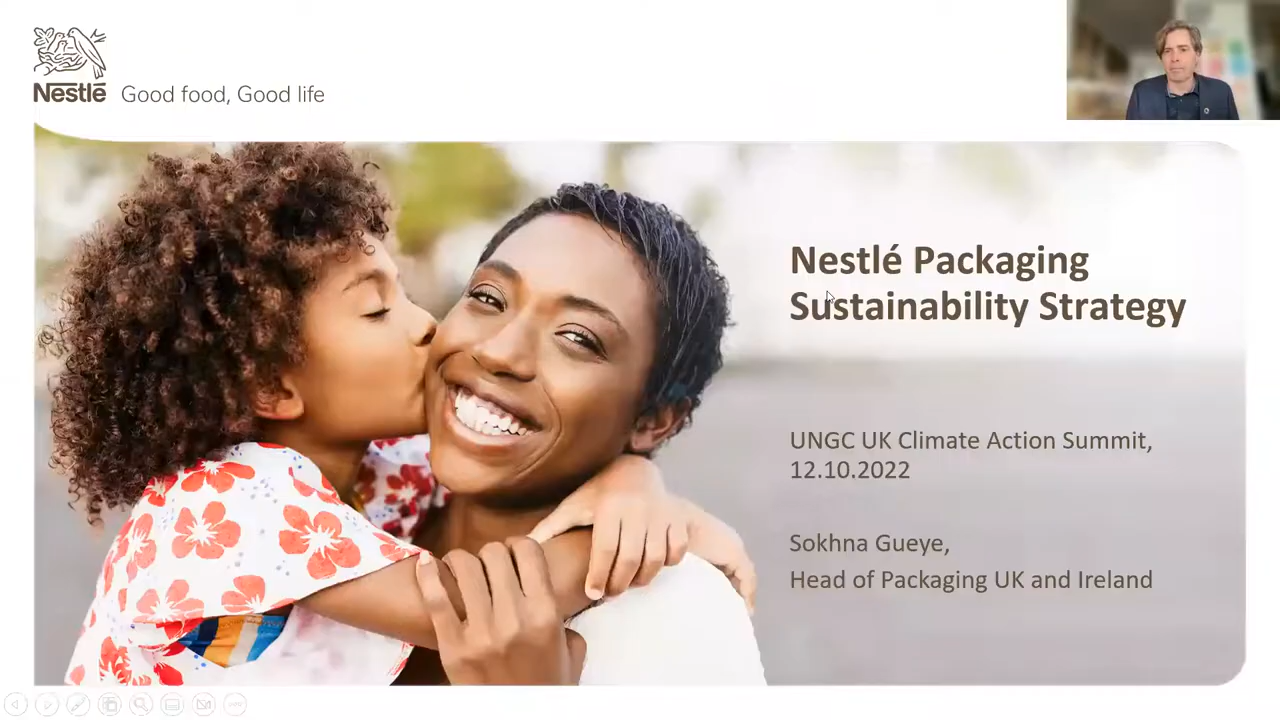 Nestlé
Good food, Good life
Nestlé Packaging
Sustainability Strategy
UNGC UK Climate Action Summit,
12.10.2022
Sokhna Gueye,
Head of Packaging UK and Ireland